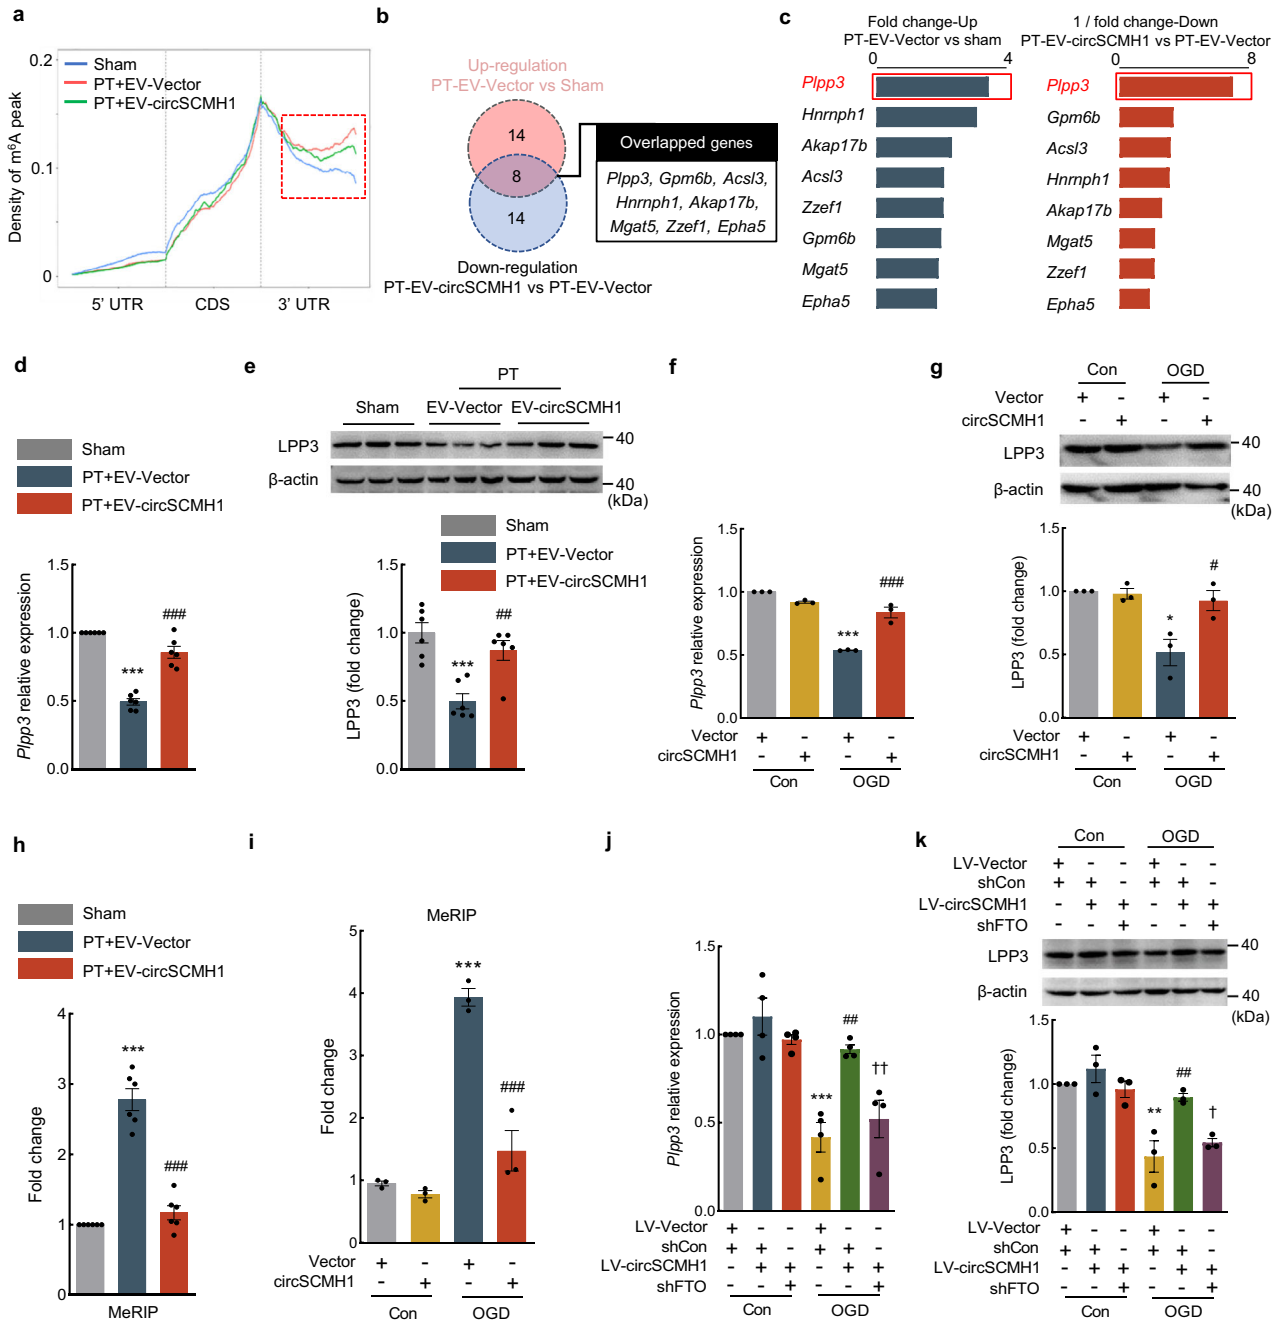 a
Density of m⁶A peak
0.2
0.1
0
Sham
PT+EV-Vector
PT+EV-circSCMH1
5' UTR
CDS
3' UTR
b
Up-regulation
PT-EV-Vector vs Sham
14
8
14
Down-regulation
PT-EV-circSCMH1 vs PT-EV-Vector
Overlapped genes
Plpp3, Gpm6b, Acsl3,
Hnrnph1, Akap17b,
Mgat5, Zzef1, Epha5
c
Fold change-Up
PT-EV-Vector vs sham
0 4
Plpp3
Hnrnph1
Akap17b
Acsl3
Zzef1
Gpm6b
Mgat5
Epha5
1 / fold change-Down
PT-EV-circSCMH1 vs PT-EV-Vector
0 8
Plpp3
Gpm6b
Acsl3
Hnrnph1
Akap17b
Mgat5
Zzef1
Epha5
d
Sham
PT+EV-Vector
PT+EV-circSCMH1
Plpp3 relative expression
1.5
1.0
0.5
0.0
***
###
e
PT
Sham EV-Vector EV-circSCMH1
LPP3 40
β-actin 40
(kDa)
Sham
PT+EV-Vector
PT+EV-circSCMH1
LPP3 (fold change)
1.5
1.0
0.5
0.0
***
##
f
Plpp3 relative expression
1.5
1.0
0.5
0.0
***
###
Vector + - + -
circSCMH1 - + - +
Con OGD
g
Con OGD
Vector + - + -
circSCMH1 - + - +
LPP3 40
β-actin 40
(kDa)
LPP3 (fold change)
1.5
1.0
0.5
0.0
*
#
Vector + - + -
circSCMH1 - + - +
Con OGD
h
Sham
PT+EV-Vector
PT+EV-circSCMH1
Fold change
4
3
2
1
0
***
###
MeRIP
i
MeRIP
Fold change
5
4
3
2
1
0
***
###
Vector + - + -
circSCMH1 - + - +
Con OGD
j
Plpp3 relative expression
1.5
1.0
0.5
0.0
***
##
††
LV-Vector + - - + - -
shCon + + - + + -
LV-circSCMH1 - + + - + +
shFTO - - + - - +
Con OGD
k
Con OGD
LV-Vector + - - + - -
shCon + + - + + -
LV-circSCMH1 - + + - + +
shFTO - - + - - +
LPP3 40
β-actin 40
(kDa)
LPP3 (fold change)
1.5
1.0
0.5
0.0
**
##
†
LV-Vector + - - + - -
shCon + + - + + -
LV-circSCMH1 - + + - + +
shFTO - - + - - +
Con OGD